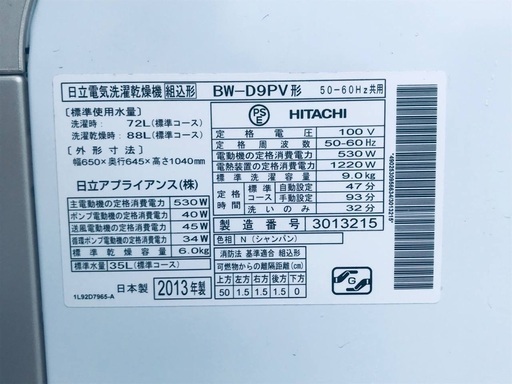 日立電気洗濯乾燥機 組込形 BW-D9PV形 50-60Hz共用
[標準使用水量]
洗濯時: 72L(標準コース)
洗濯乾燥時: 88L(標準コース)
[外形寸法]
幅650×奥行645×高さ1040mm
日立アプライアンス(株)
主電動機の定格消費電力 530W
ポンプ電動機の定格消費電力 40W
送風電動機の定格消費電力 45W
循環ポンプ電動機の定格消費電力 34W
標準乾燥容量 6.0kg
標準水量 35L(標準コース)
1L92D7965-A
日本製 2013年製
PSE HITACHI
定格電圧 100V
定格周波数 50-60Hz
電動機の定格消費電力 530W
電熱装置の定格消費電力 1220W
標準洗濯容量 9.0kg
定格時間 標準コース 自動設定 47分
手動設定 93分
洗いのみ 32分
製造番号 3013215
色相 N(シャンパン)
消防法 基準適合 組込形
可燃物からの離隔距離(cm)
上方 左方 右方 前方 後方 下方
50 1.5 1.5 1.5 1.5 0
G